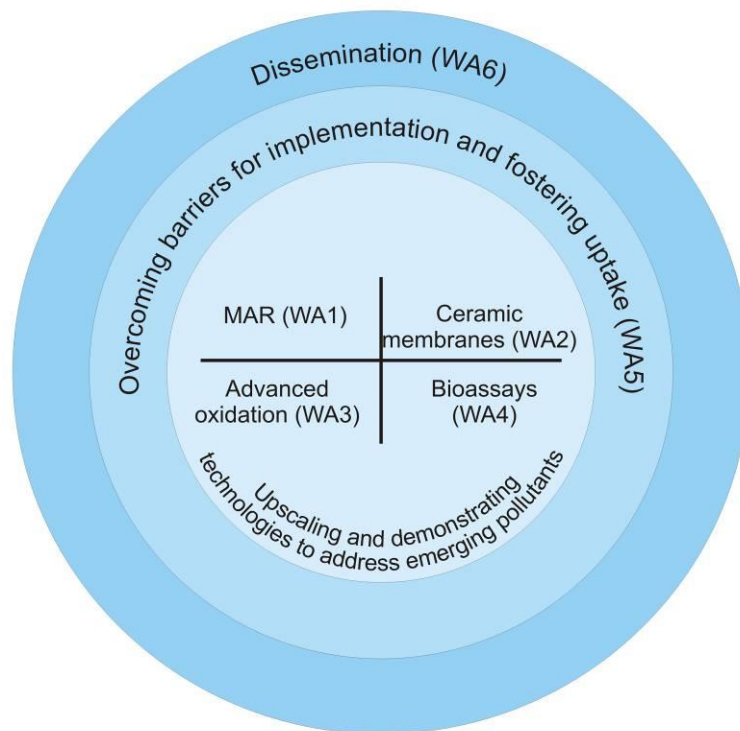 Dissemination (WA6)
Overcoming barriers for implementation and fostering uptake (WA5)
MAR (WA1)
Ceramic
membranes (WA2)
Advanced
oxidation (WA3)
Bioassays
(WA4)
Upscaling and demonstrating
technologies to address emerging pollutants